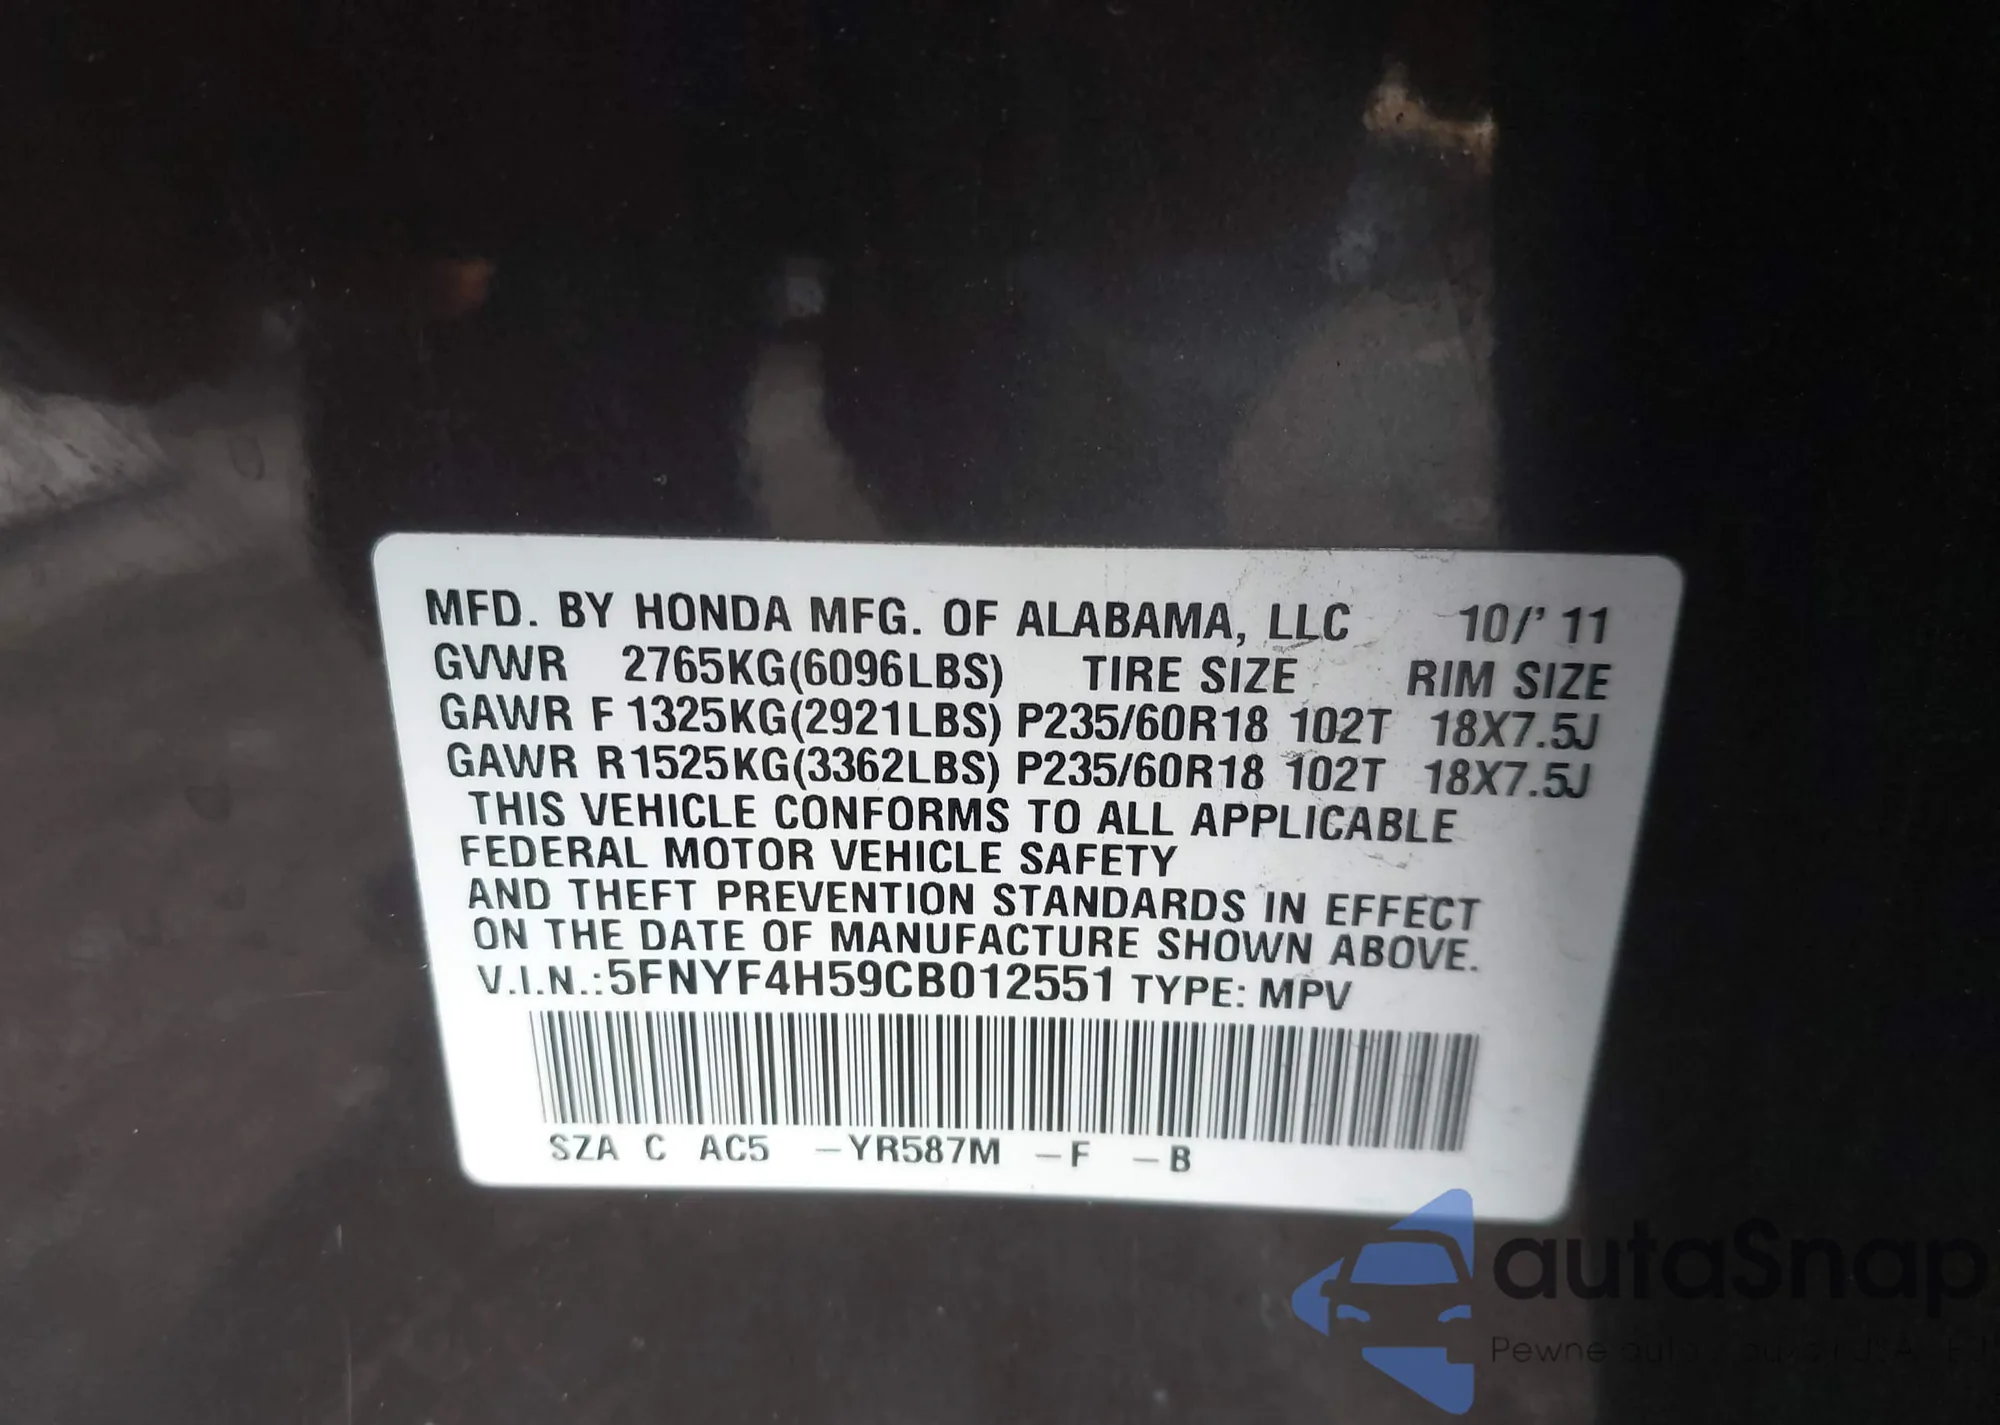 MFD. BY HONDA MFG. OF ALABAMA, LLC 10/' 11
GVWR 2765KG(6096LBS) TIRE SIZE RIM SIZE
GAWR F 1325KG(2921LBS) P235/60R18 102T 18X7.5J
GAWR R 1525KG(3362LBS) P235/60R18 102T 18X7.5J
THIS VEHICLE CONFORMS TO ALL APPLICABLE
FEDERAL MOTOR VEHICLE SAFETY
AND THEFT PREVENTION STANDARDS IN EFFECT
ON THE DATE OF MANUFACTURE SHOWN ABOVE.
V.I.N.:5FNYF4H59CB012551 TYPE: MPV
SZA C AC5 –YR587M –F –B
autaSnap
Pewne auta z